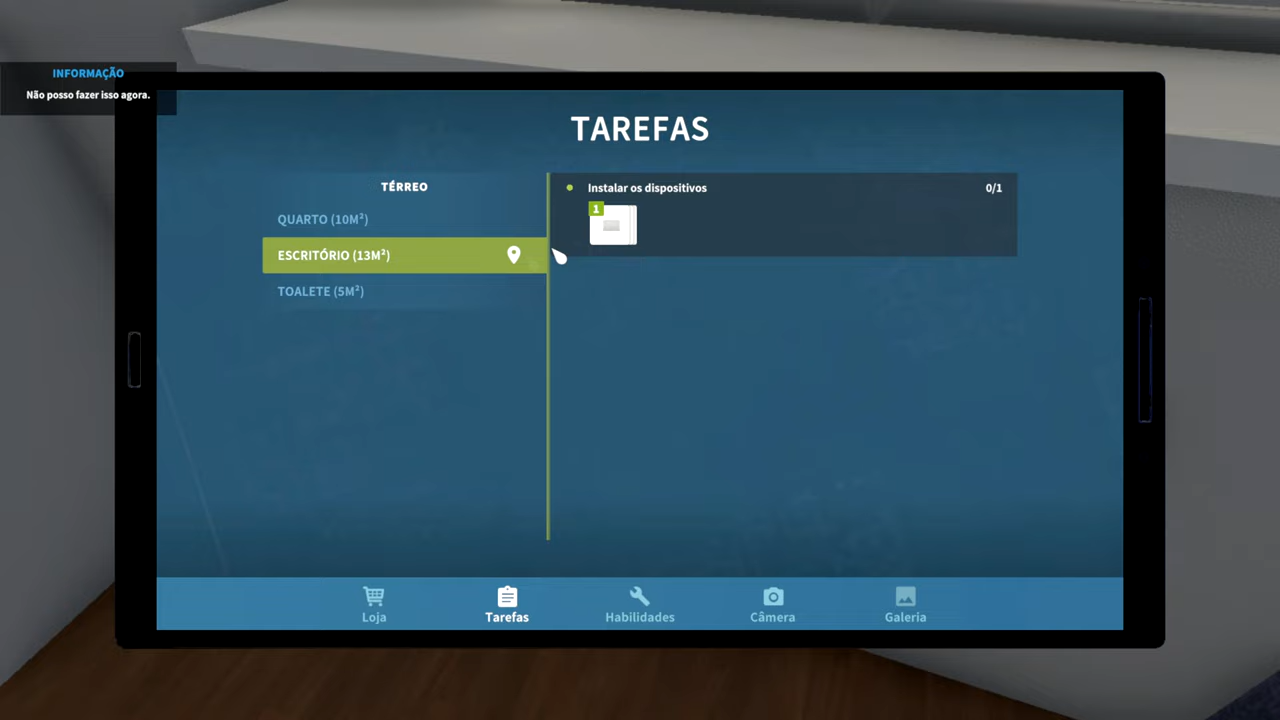 INFORMAÇÃO
Não posso fazer isso agora.
TAREFAS
TÉRREO
QUARTO (10M²)
ESCRITÓRIO (13M²)
TOALETE (5M²)
Instalar os dispositivos
0/1
1
Loja
Tarefas
Habilidades
Câmera
Galeria